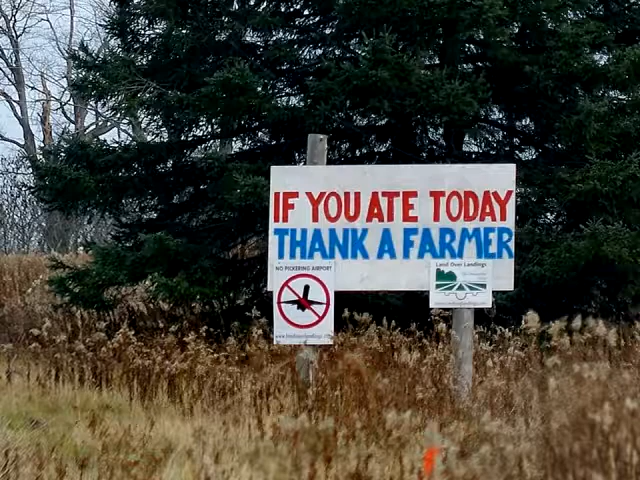 IF YOU ATE TODAY
THANK A FARMER
NO PICKERING AIRPORT
Land Over Landings